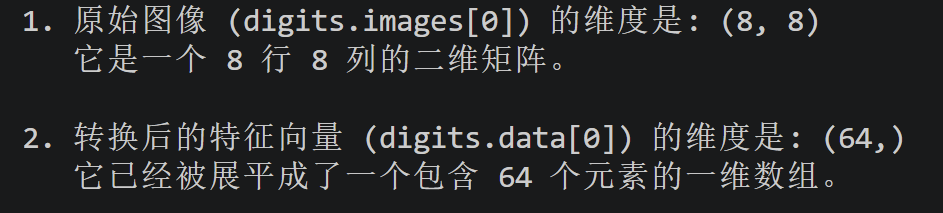 1. 原始图像 (digits.images[0]) 的维度是: (8, 8)
它是一个 8 行 8 列的二维矩阵。
2. 转换后的特征向量 (digits.data[0]) 的维度是: (64,)
它已经被展平成了一个包含 64 个元素的一维数组。